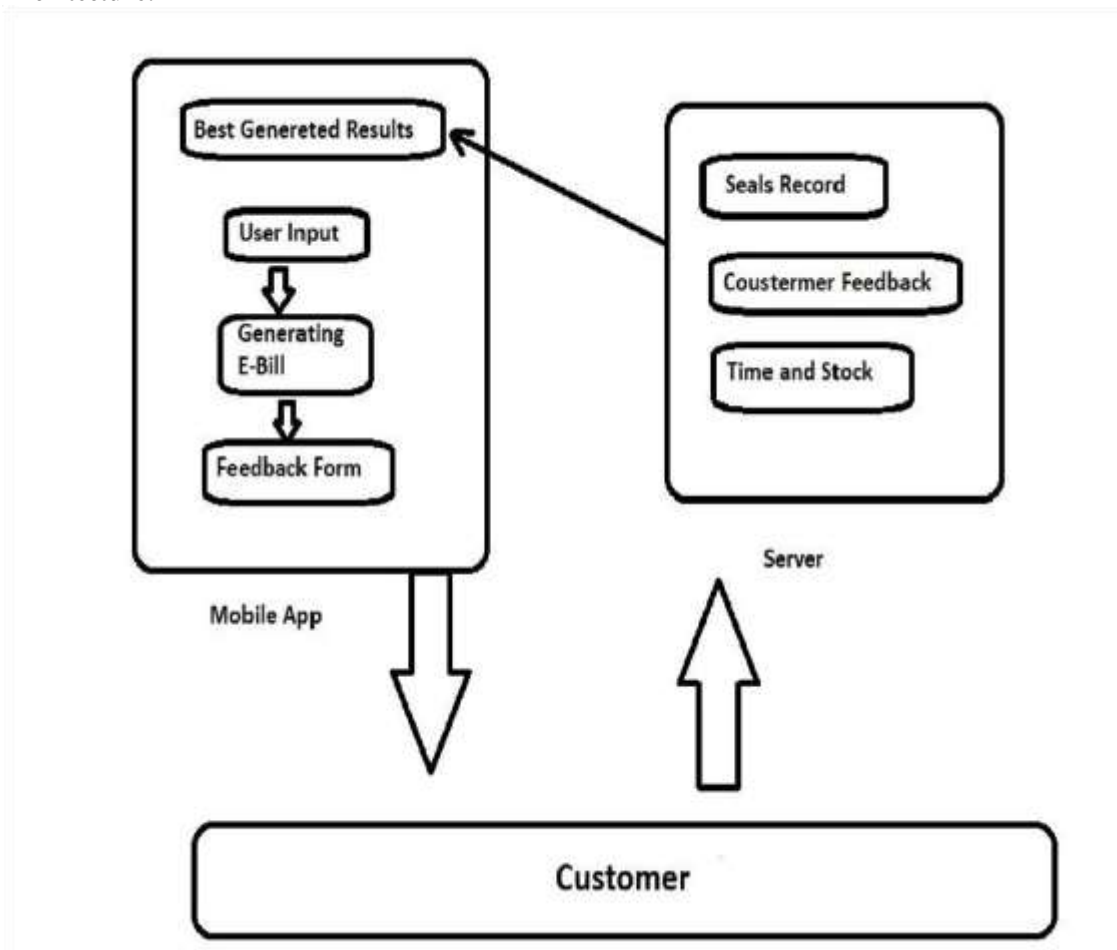 Best Genereted Results
User Input
Generating
E-Bill
Feedback Form
Mobile App
Seals Record
Coustermer Feedback
Time and Stock
Server
Customer